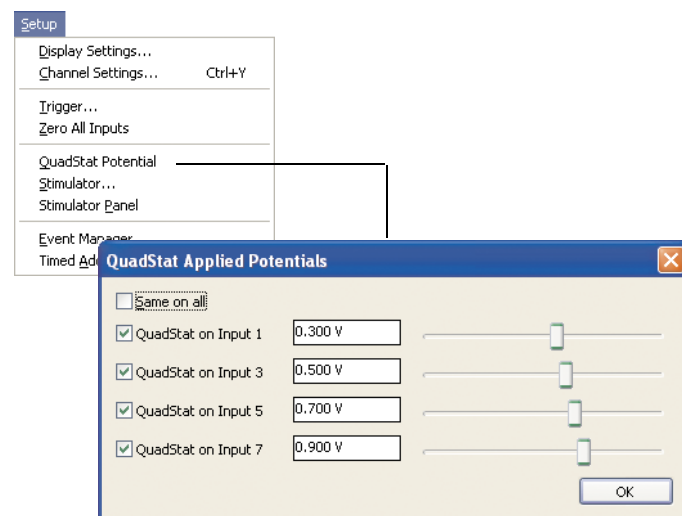 Setup
Display Settings...
Channel Settings... Ctrl+Y
Trigger...
Zero All Inputs
QuadStat Potential
Stimulator...
Stimulator Panel
Event Manager
Timed
QuadStat Applied Potentials
Same on all
QuadStat on Input 1 0.300 V
QuadStat on Input 3 0.500 V
QuadStat on Input 5 0.700 V
QuadStat on Input 7 0.900 V
OK